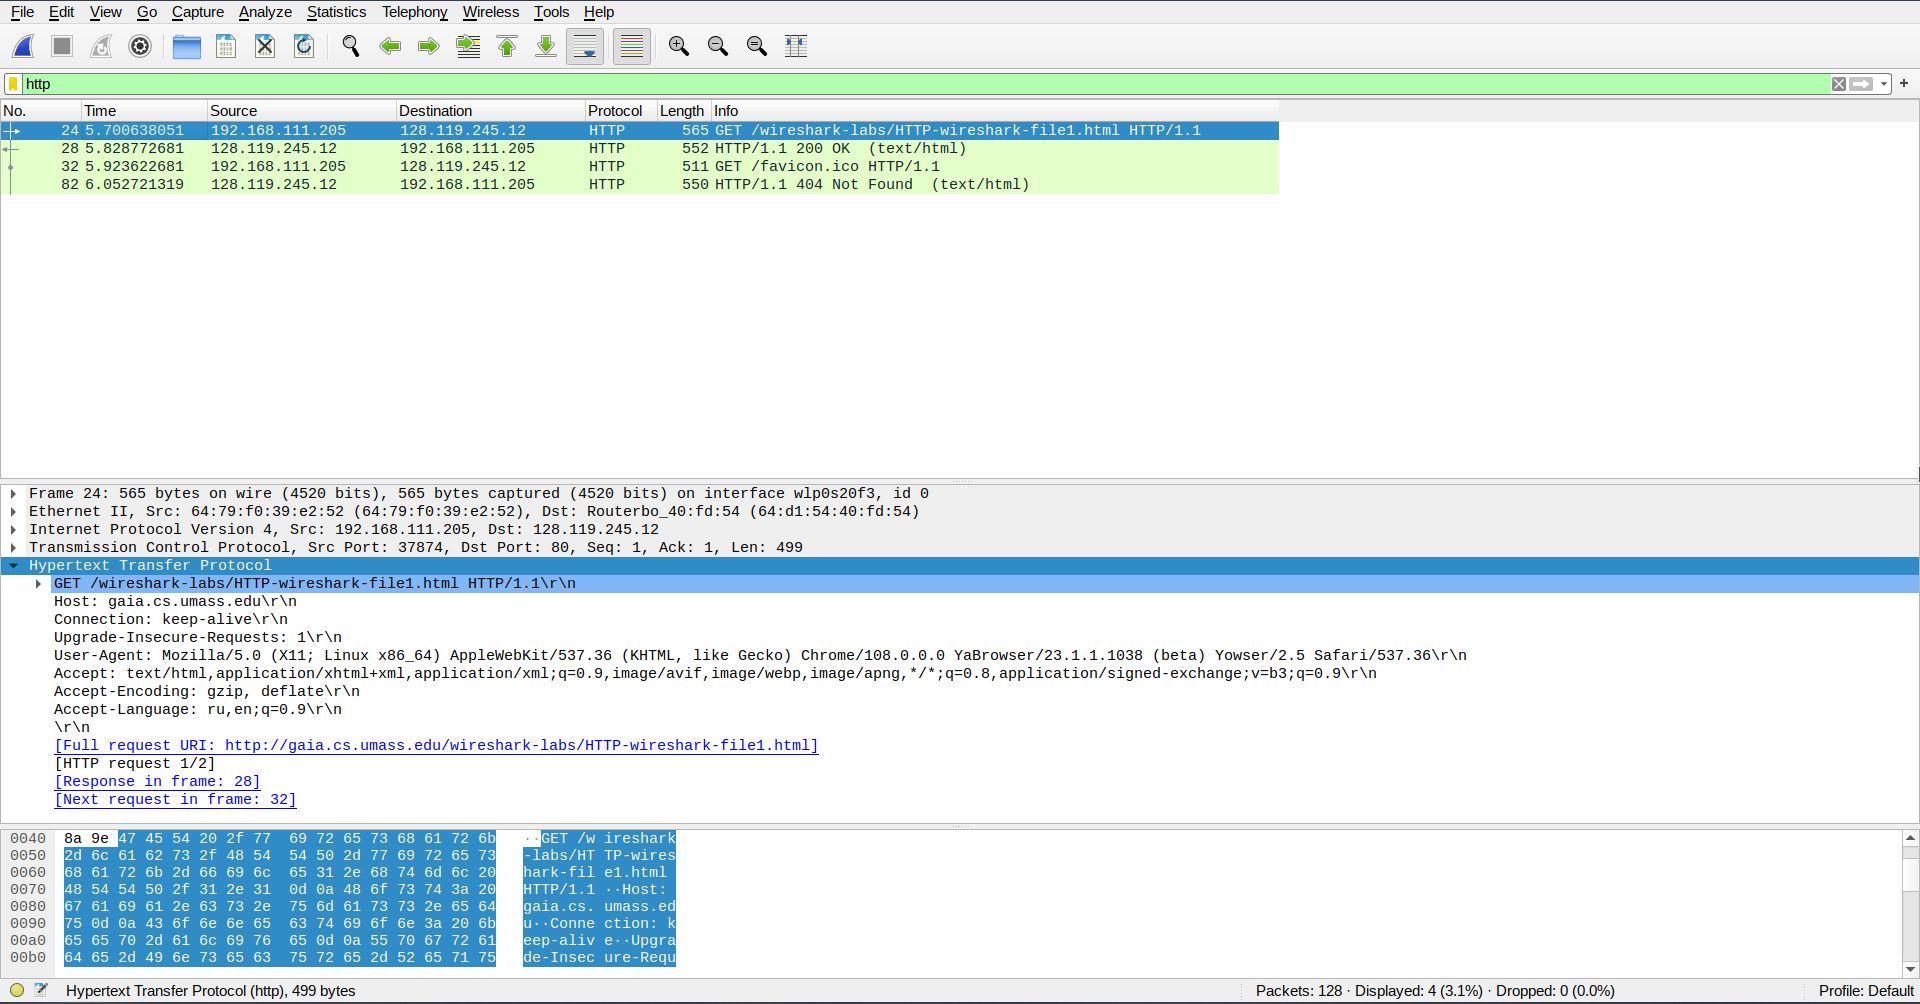 File Edit View Go Capture Analyze Statistics Telephony Wireless Tools Help
http
No. Time Source Destination Protocol Length Info
24 5.700638051 192.168.111.205 128.119.245.12 HTTP 565 GET /wireshark-labs/HTTP-wireshark-file1.html HTTP/1.1
28 5.828772681 128.119.245.12 192.168.111.205 HTTP 552 HTTP/1.1 200 OK  (text/html)
32 5.923622681 192.168.111.205 128.119.245.12 HTTP 511 GET /favicon.ico HTTP/1.1
82 6.052721319 128.119.245.12 192.168.111.205 HTTP 550 HTTP/1.1 404 Not Found  (text/html)
Frame 24: 565 bytes on wire (4520 bits), 565 bytes captured (4520 bits) on interface wlp0s20f3, id 0
Ethernet II, Src: 64:79:f0:39:e2:52 (64:79:f0:39:e2:52), Dst: Routerbo_40:fd:54 (64:d1:54:40:fd:54)
Internet Protocol Version 4, Src: 192.168.111.205, Dst: 128.119.245.12
Transmission Control Protocol, Src Port: 37874, Dst Port: 80, Seq: 1, Ack: 1, Len: 499
Hypertext Transfer Protocol
GET /wireshark-labs/HTTP-wireshark-file1.html HTTP/1.1\r\n
Host: gaia.cs.umass.edu\r\n
Connection: keep-alive\r\n
Upgrade-Insecure-Requests: 1\r\n
User-Agent: Mozilla/5.0 (X11; Linux x86_64) AppleWebKit/537.36 (KHTML, like Gecko) Chrome/108.0.0.0 YaBrowser/23.1.1.1038 (beta) Yowser/2.5 Safari/537.36\r\n
Accept: text/html,application/xhtml+xml,application/xml;q=0.9,image/avif,image/webp,image/apng,*/*;q=0.8,application/signed-exchange;v=b3;q=0.9\r\n
Accept-Encoding: gzip, deflate\r\n
Accept-Language: ru,en;q=0.9\r\n
\r\n
[Full request URI: http://gaia.cs.umass.edu/wireshark-labs/HTTP-wireshark-file1.html]
[HTTP request 1/2]
[Response in frame: 28]
[Next request in frame: 32]
0040 8a 9e 47 45 54 20 2f 77  69 72 65 73 68 61 72 6b ··GET /w ireshark
0050 2d 6c 61 62 73 2f 48 54  54 50 2d 77 69 72 65 73 -labs/HT TP-wires
0060 68 61 72 6b 2d 66 69 6c  65 31 2e 68 74 6d 6c 20 hark-fil e1.html
0070 48 54 54 50 2f 31 2e 31  0d 0a 48 6f 73 74 3a 20 HTTP/1.1 ··Host:
0080 67 61 69 61 2e 63 73 2e  75 6d 61 73 73 2e 65 64 gaia.cs. umass.ed
0090 75 0d 0a 43 6f 6e 6e 65  63 74 69 6f 6e 3a 20 6b u··Conne ction: k
00a0 65 65 70 2d 61 6c 69 76  65 0d 0a 55 70 67 72 61 eep-aliv e··Upgra
00b0 64 65 2d 49 6e 73 65 63  75 72 65 2d 52 65 71 75 de-Insec ure-Requ
Hypertext Transfer Protocol (http), 499 bytes Packets: 128 · Displayed: 4 (3.1%) · Dropped: 0 (0.0%) Profile: Default